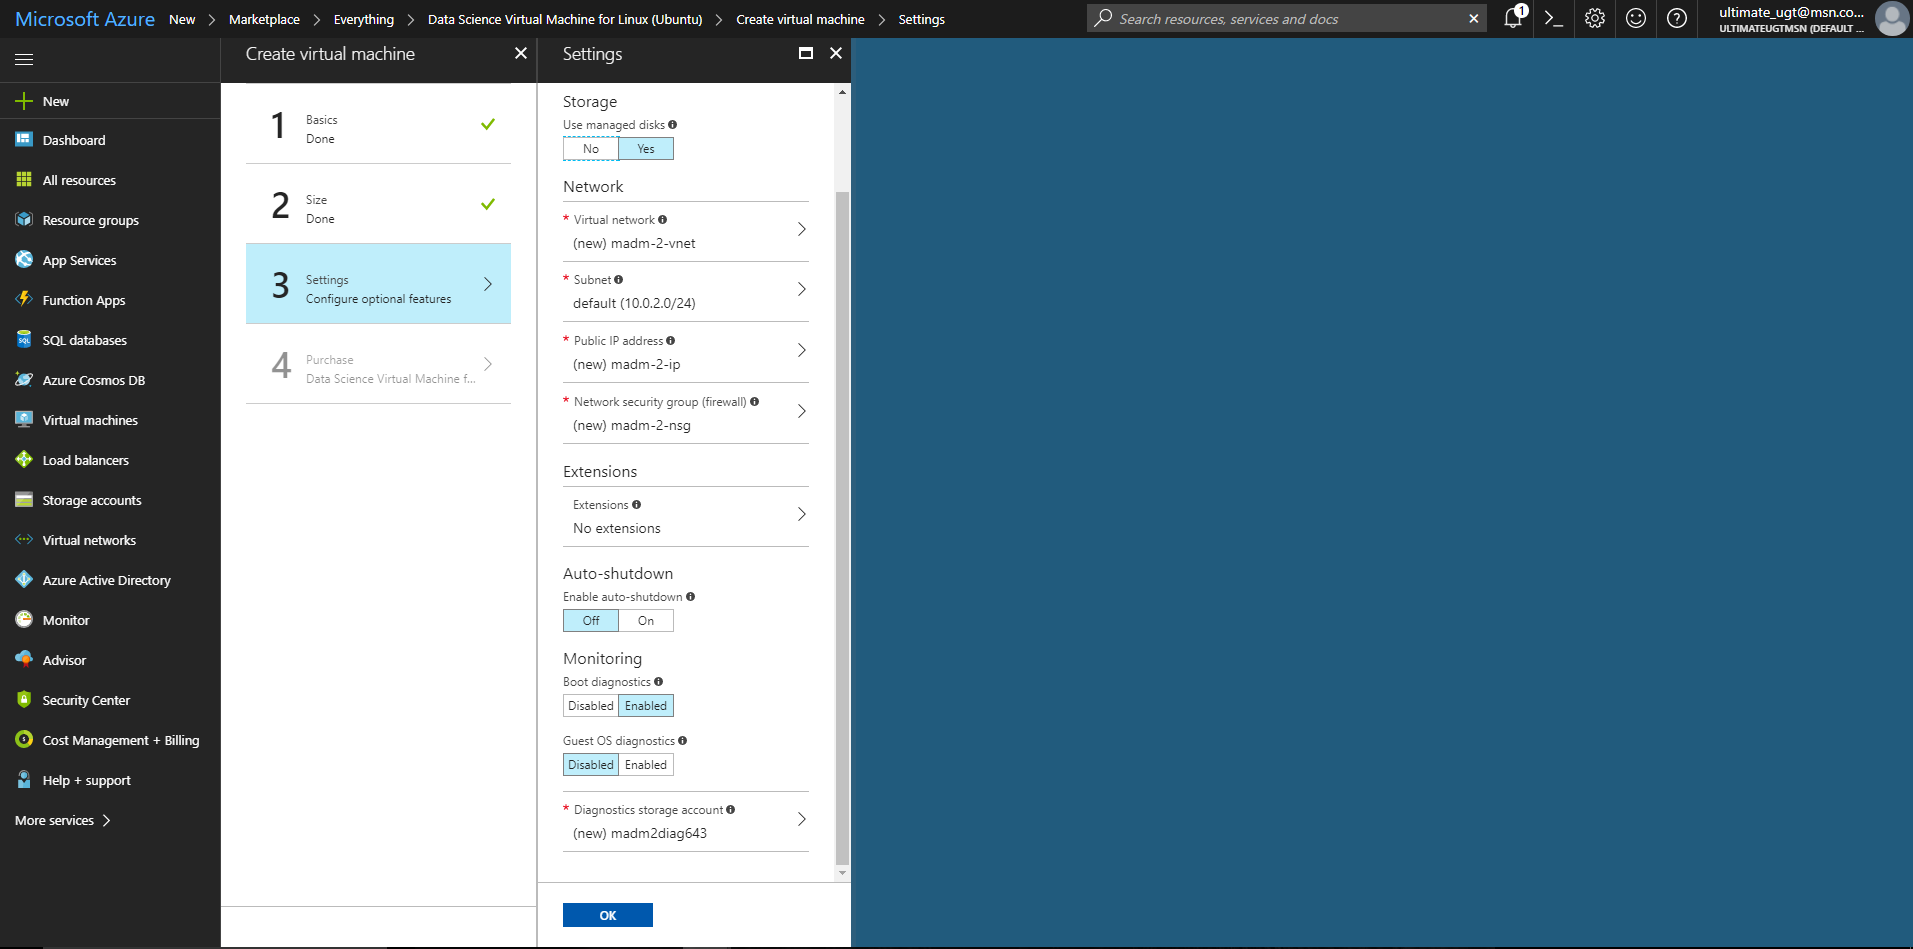 Microsoft Azure New Marketplace Everything Data Science Virtual Machine for Linux (Ubuntu) Create virtual machine Settings
Search resources, services and docs
1
ultimate_ugt@msn.co...
ULTIMATEUGTMSN (DEFAULT ...
New
Dashboard
All resources
Resource groups
App Services
Function Apps
SQL databases
Azure Cosmos DB
Virtual machines
Load balancers
Storage accounts
Virtual networks
Azure Active Directory
Monitor
Advisor
Security Center
Cost Management + Billing
Help + support
More services
Create virtual machine
1
Basics
Done
2
Size
Done
3
Settings
Configure optional features
4
Purchase
Data Science Virtual Machine f...
Settings
Storage
Use managed disks
No Yes
Network
* Virtual network
(new) madm-2-vnet
* Subnet
default (10.0.2.0/24)
* Public IP address
(new) madm-2-ip
* Network security group (firewall)
(new) madm-2-nsg
Extensions
Extensions
No extensions
Auto-shutdown
Enable auto-shutdown
Off On
Monitoring
Boot diagnostics
Disabled Enabled
Guest OS diagnostics
Disabled Enabled
* Diagnostics storage account
(new) madm2diag643
OK